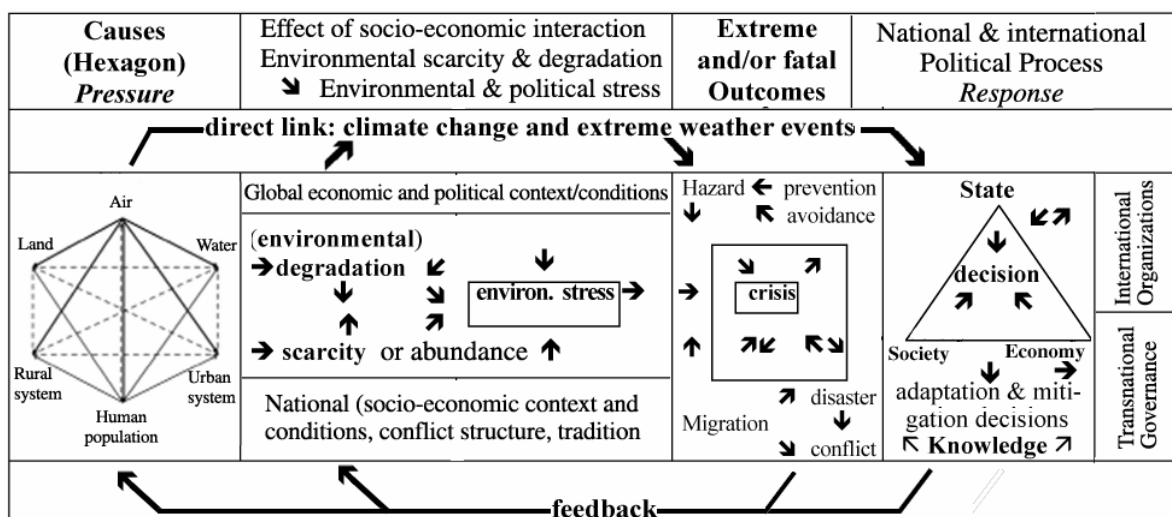 Causes
(Hexagon)
Pressure
Effect of socio-economic interaction
Environmental scarcity & degradation
Environmental & political stress
Extreme
and/or fatal
Outcomes
National & international
Political Process
Response
direct link: climate change and extreme weather events
Air
Land
Water
Rural
system
Urban
system
Human
population
Global economic and political context/conditions
(environmental)
degradation
environ. stress
scarcity or abundance
National (socio-economic context and
conditions, conflict structure, tradition
Hazard prevention
avoidance
crisis
disaster
Migration
conflict
State
decision
Society Economy
adaptation & miti-
gation decisions
Knowledge
International
Organizations
Transnational
Governance
feedback